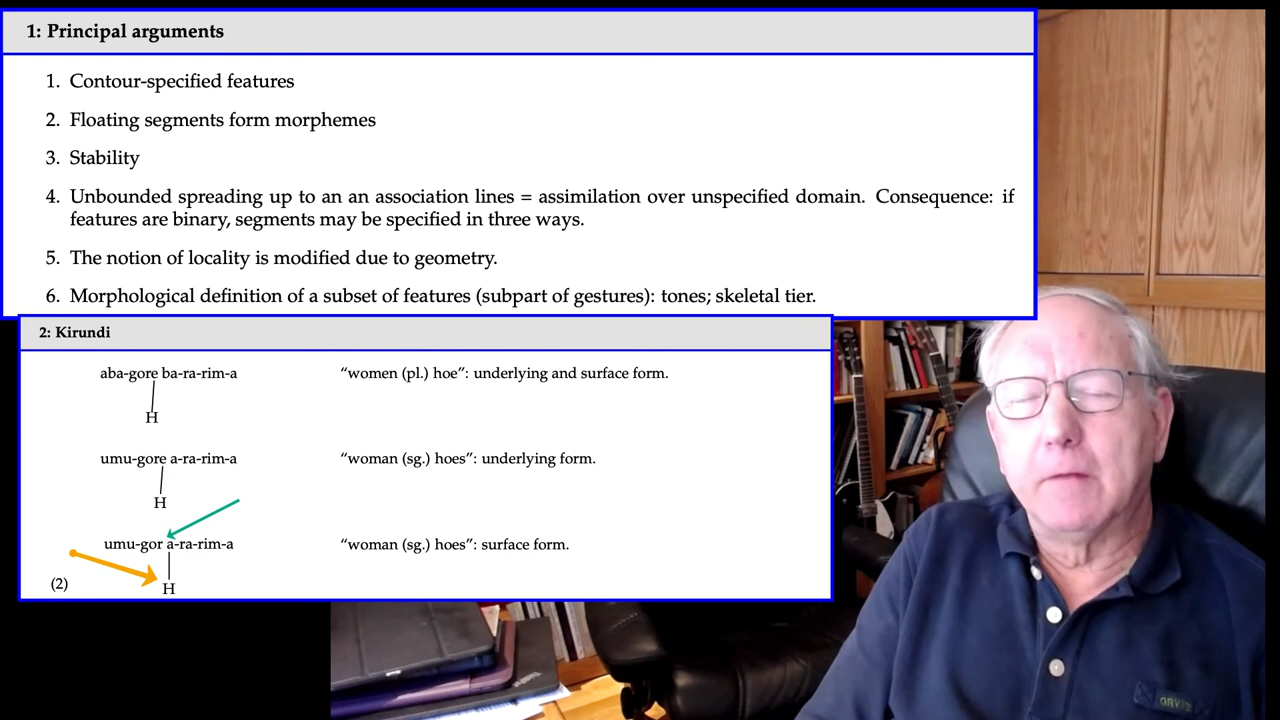 1: Principal arguments
1. Contour-specified features
2. Floating segments form morphemes
3. Stability
4. Unbounded spreading up to an an association lines = assimilation over unspecified domain. Consequence: if
features are binary, segments may be specified in three ways.
5. The notion of locality is modified due to geometry.
6. Morphological definition of a subset of features (subpart of gestures): tones; skeletal tier.
2: Kirundi
aba-gore ba-ra-rim-a "women (pl.) hoe": underlying and surface form.
H
umu-gore a-ra-rim-a "woman (sg.) hoes": underlying form.
H
umu-gor a-ra-rim-a "woman (sg.) hoes": surface form.
(2) H
ThinkPad
ORVIS